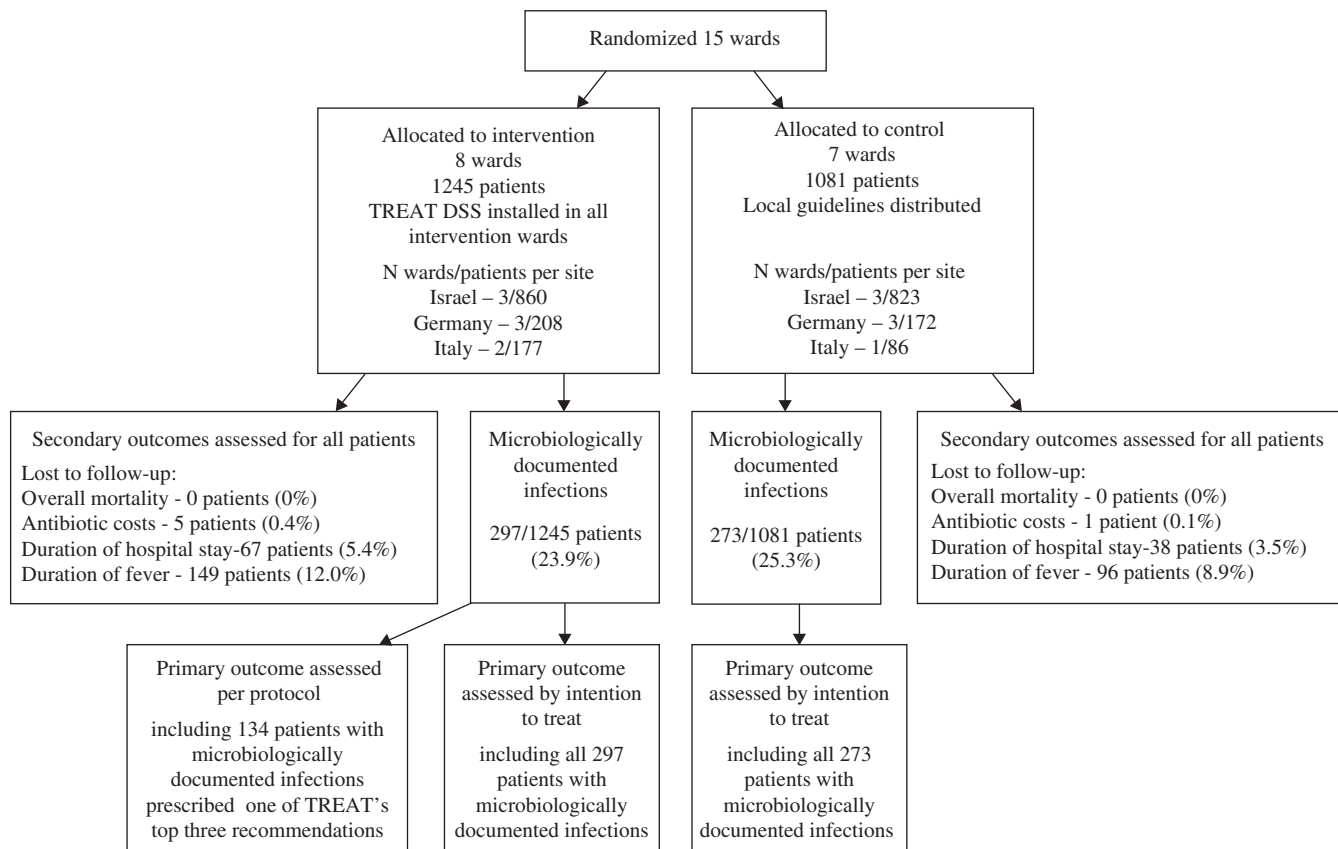 Randomized 15 wards
Allocated to intervention
8 wards
1245 patients
TREAT DSS installed in all
intervention wards
N wards/patients per site
Israel – 3/860
Germany – 3/208
Italy – 2/177
Allocated to control
7 wards
1081 patients
Local guidelines distributed
N wards/patients per site
Israel – 3/823
Germany – 3/172
Italy – 1/86
Secondary outcomes assessed for all patients
Lost to follow-up:
Overall mortality - 0 patients (0%)
Antibiotic costs - 5 patients (0.4%)
Duration of hospital stay-67 patients (5.4%)
Duration of fever - 149 patients (12.0%)
Microbiologically
documented
infections
297/1245 patients
(23.9%)
Microbiologically
documented
infections
273/1081 patients
(25.3%)
Secondary outcomes assessed for all patients
Lost to follow-up:
Overall mortality - 0 patients (0%)
Antibiotic costs - 1 patient (0.1%)
Duration of hospital stay-38 patients (3.5%)
Duration of fever - 96 patients (8.9%)
Primary outcome assessed
per protocol
including 134 patients with
microbiologically
documented infections
prescribed one of TREAT's
top three recommendations
Primary outcome
assessed by intention
to treat
including all 297
patients with
microbiologically
documented infections
Primary outcome
assessed by intention
to treat
including all 273
patients with
microbiologically
documented infections